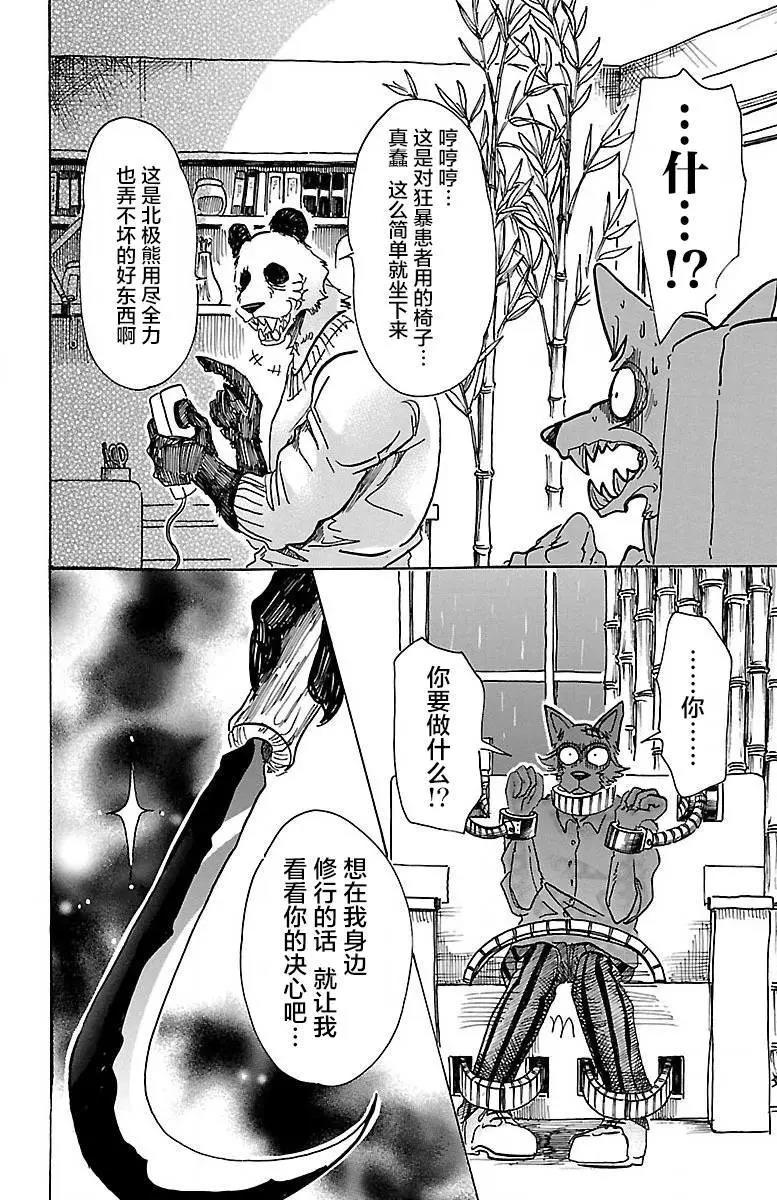 …什…!?
哼哼哼…
这是对狂暴患者用的椅子…
真蠢 这么简单就坐下来
这是北极熊用尽全力
也弄不坏的好东西啊
……你…
你要做什么!?
想在我身边
修行的话 就让我
看看你的决心吧…